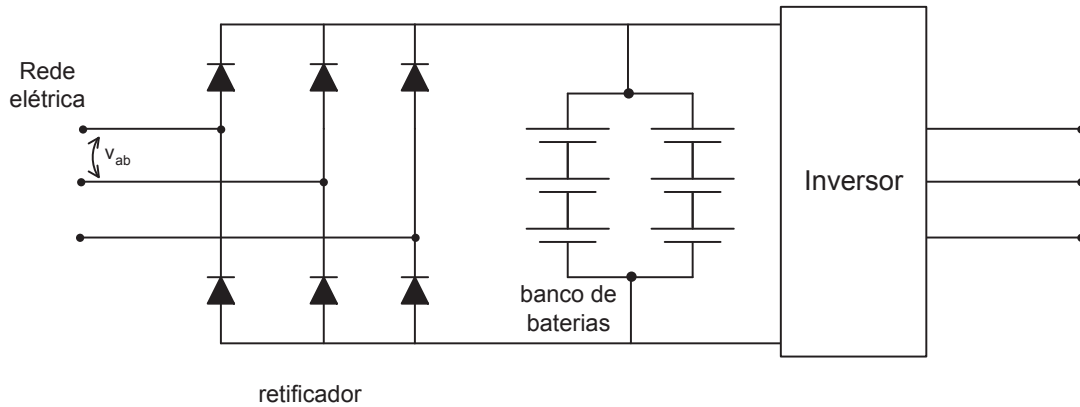 Rede
elétrica
v_ab
Inversor
banco de
baterias
retificador